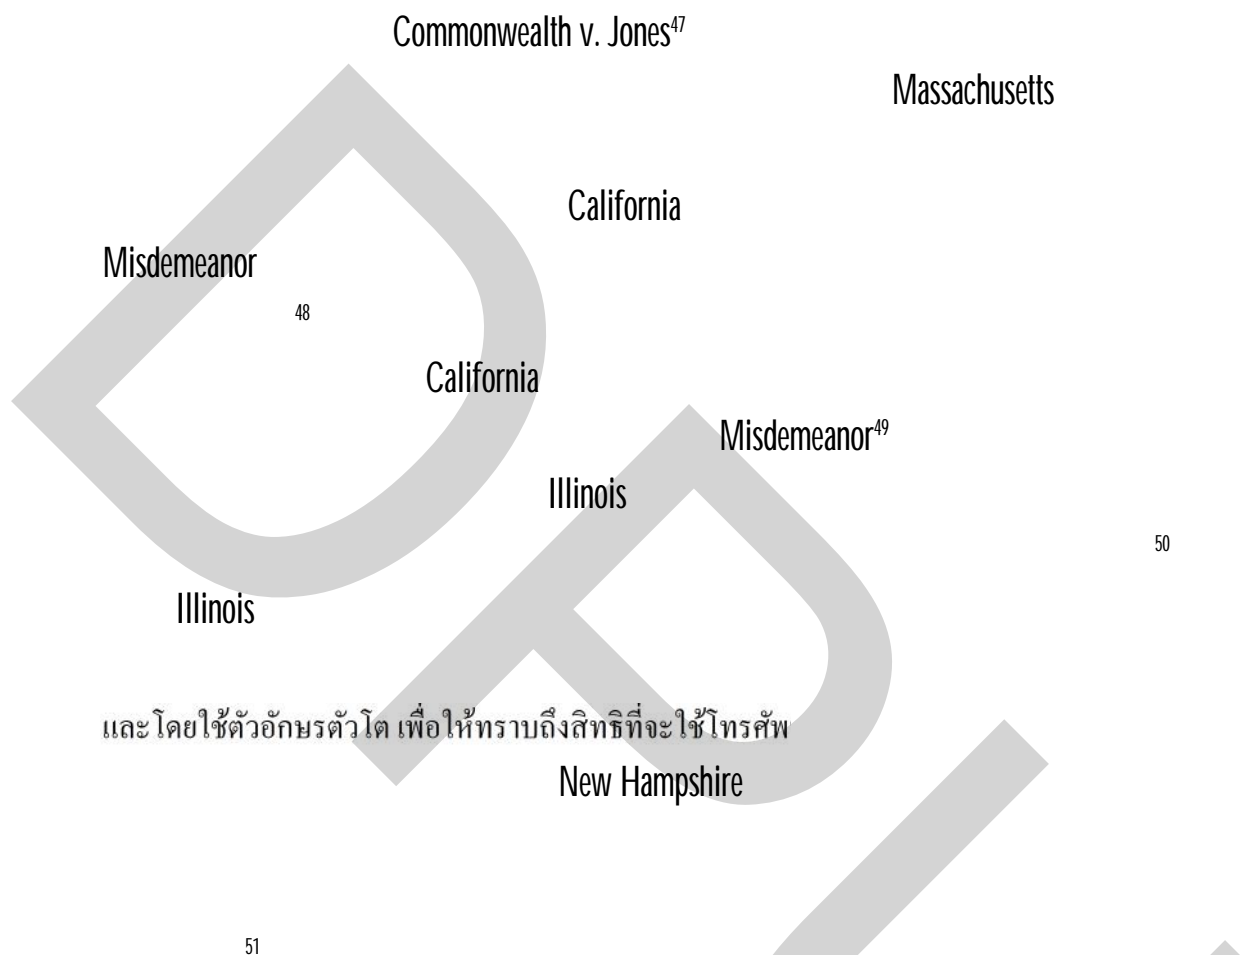 Commonwealth v. Jones47
Massachusetts
California
Misdemeanor
48
California
Misdemeanor49
Illinois
50
Illinois
และโดยใช้ตัวอักษรตัวโต เพื่อให้ทราบถึงสิทธิที่จะใช้โทรศัพ
New Hampshire
51